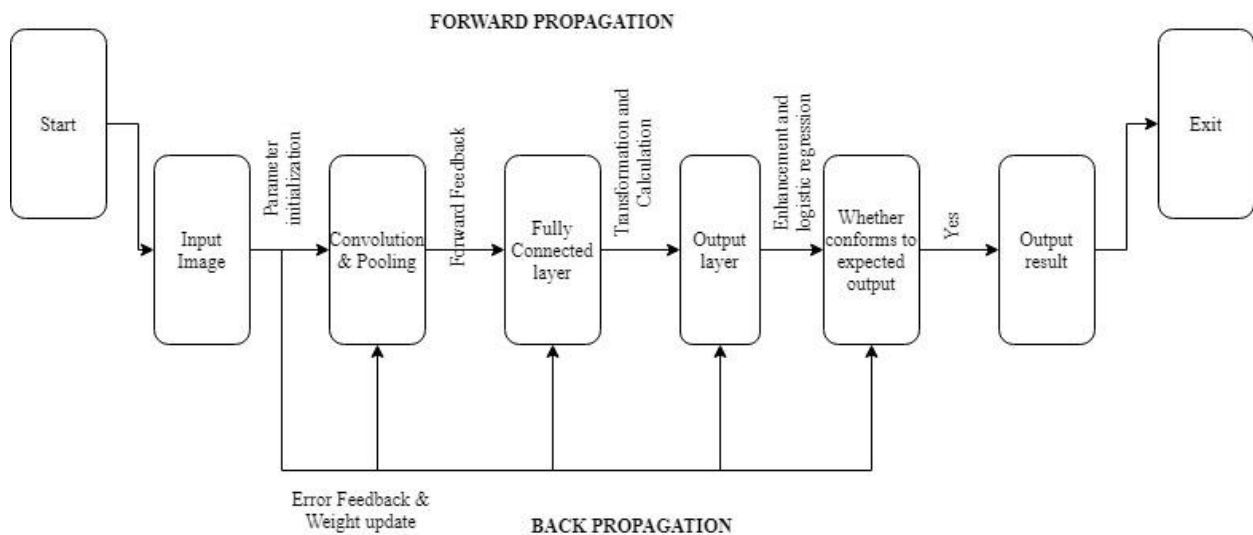 FORWARD PROPAGATION
Start
Input
Image
Parameter
initialization
Convolution
& Pooling
Forward Feedback
Fully
Connected
layer
Transformation and
Calculation
Output
layer
Enhancement and
logistic regression
Whether
conforms to
expected
output
Yes
Output
result
Exit
Error Feedback &
Weight update
BACK PROPAGATION